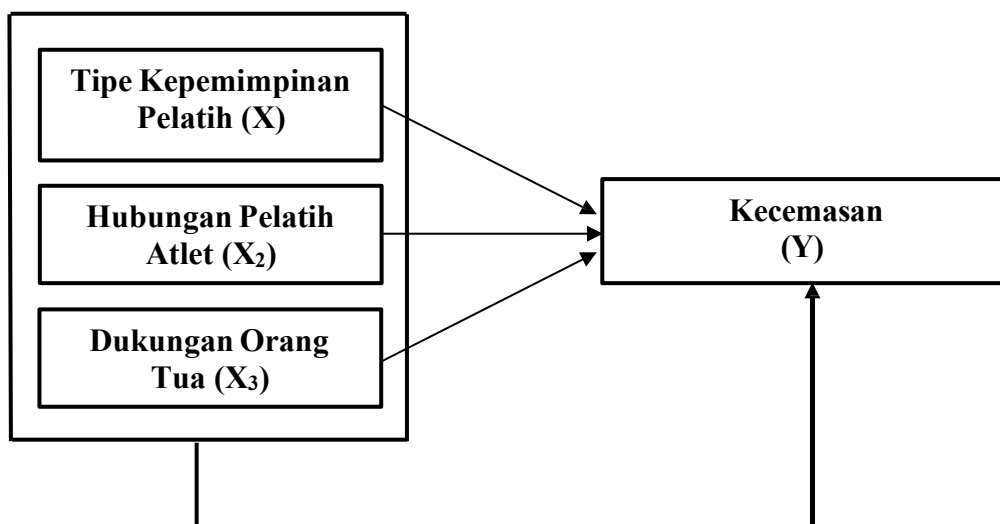 Tipe Kepemimpinan
Pelatih (X)
Hubungan Pelatih
Atlet (X₂)
Dukungan Orang
Tua (X₃)
Kecemasan
(Y)